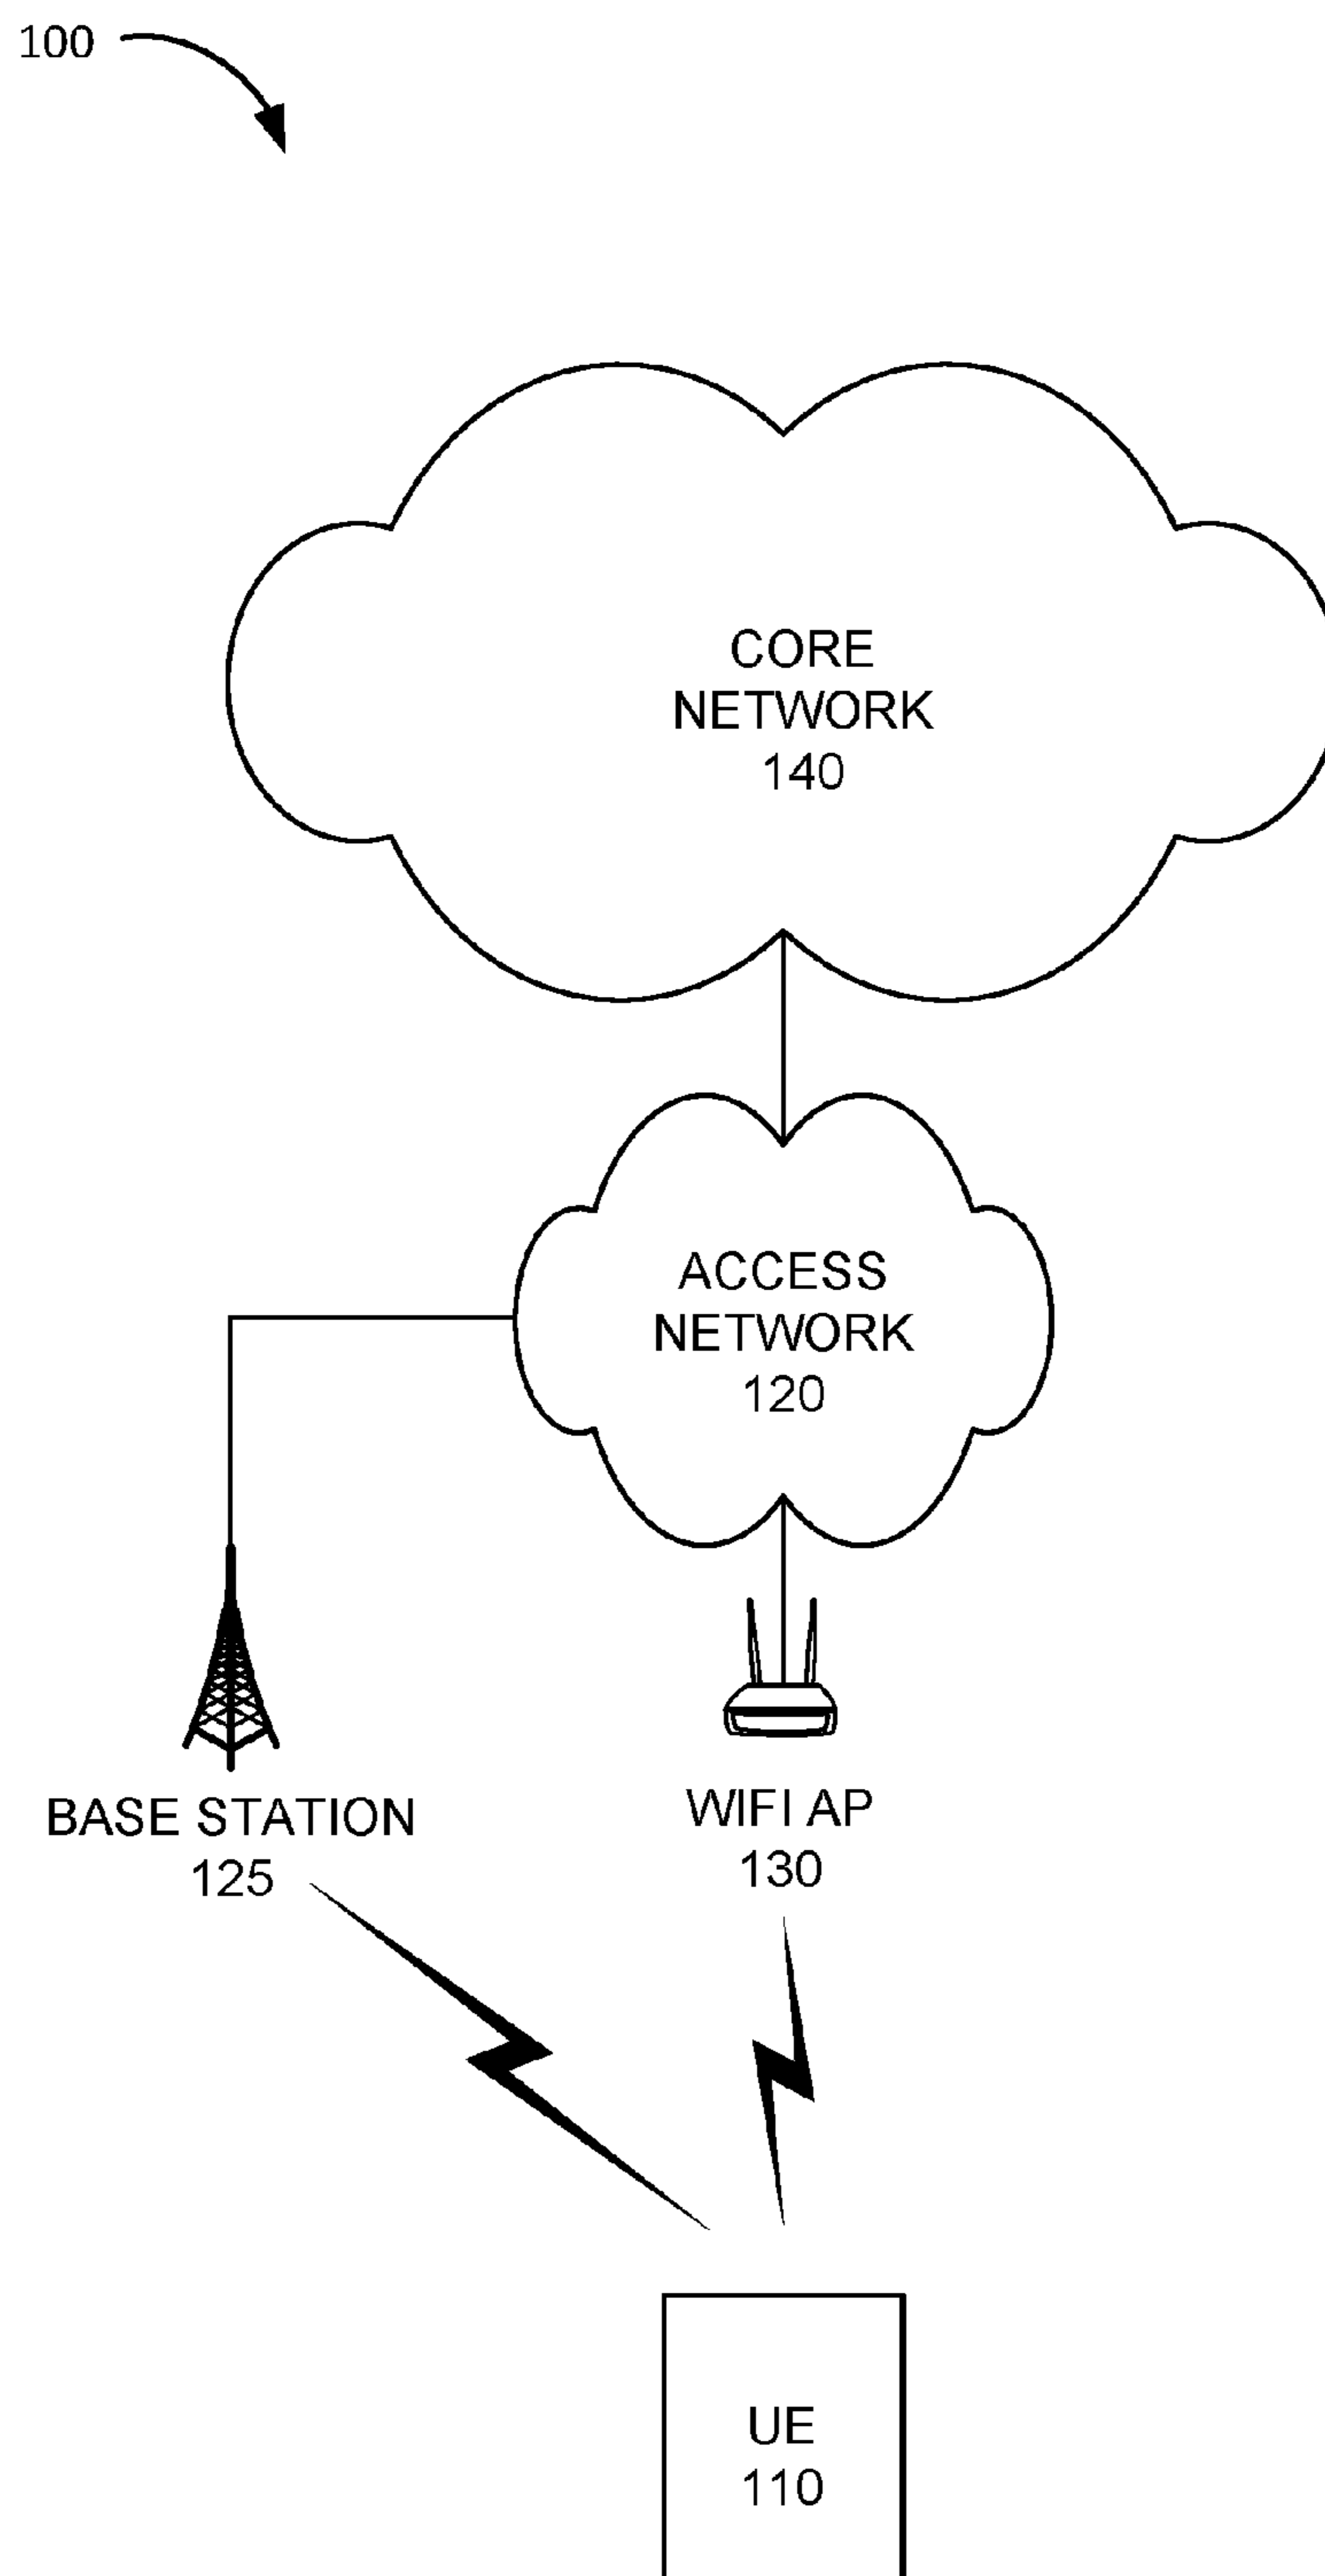 100
CORE
NETWORK
140
ACCESS
NETWORK
120
BASE STATION
125
WIFI AP
130
UE
110